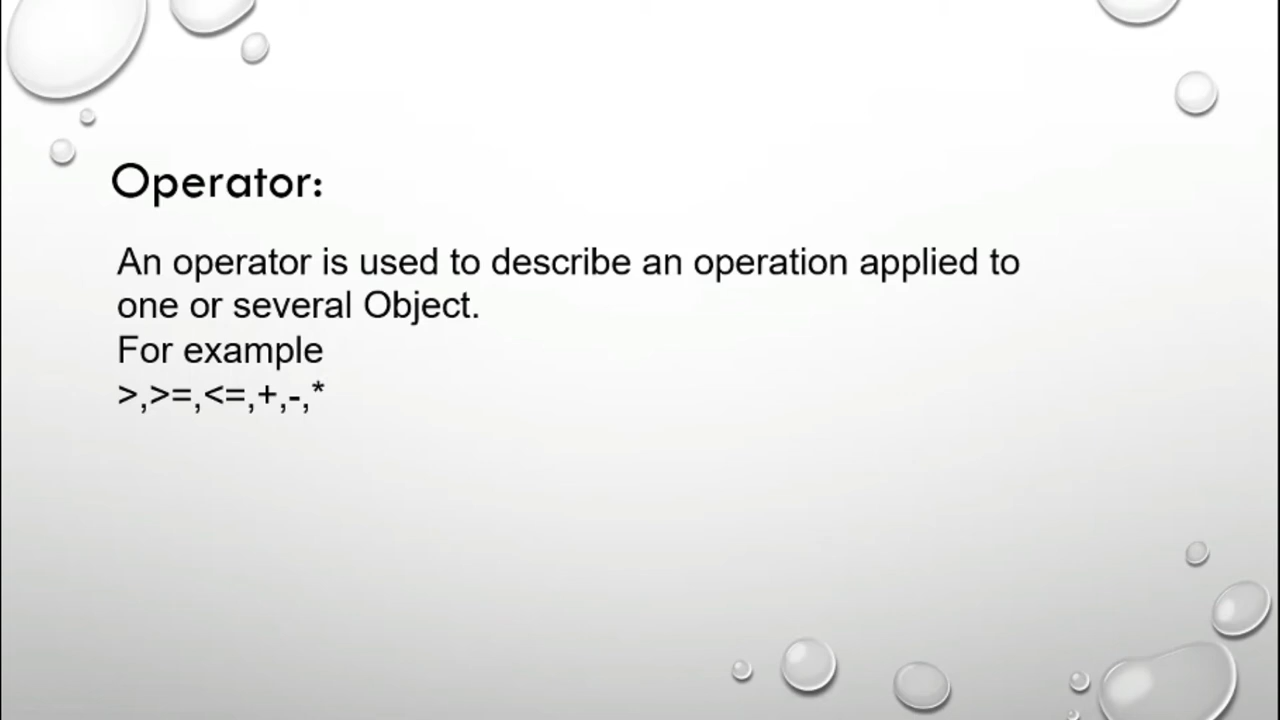 Operator:
An operator is used to describe an operation applied to
one or several Object.
For example
>,>=,<=,+,-,*